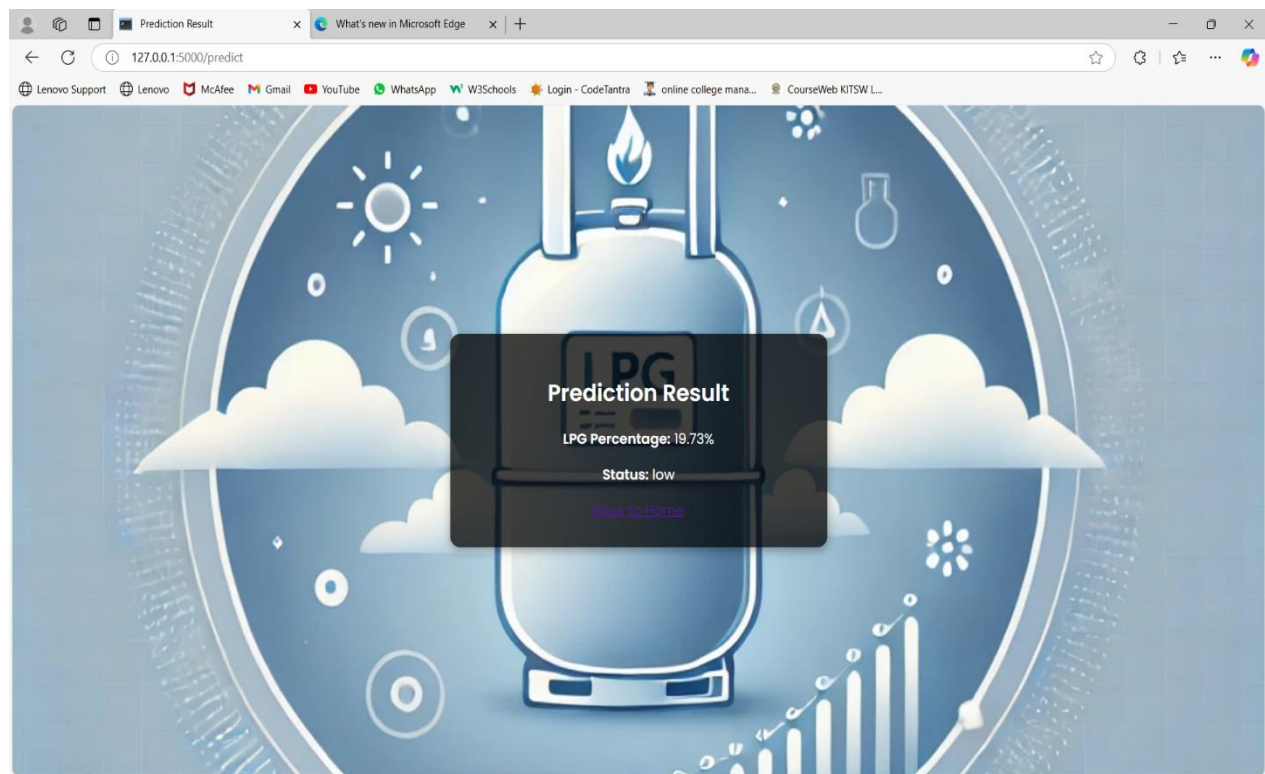 Prediction Result
What's new in Microsoft Edge
127.0.0.1:5000/predict
Lenovo Support
Lenovo
McAfee
Gmail
YouTube
WhatsApp
W3Schools
Login - CodeTantra
online college mana...
CourseWeb KITSW L...
LPG
Prediction Result
LPG Percentage: 19.73%
Status: low
Back to Home